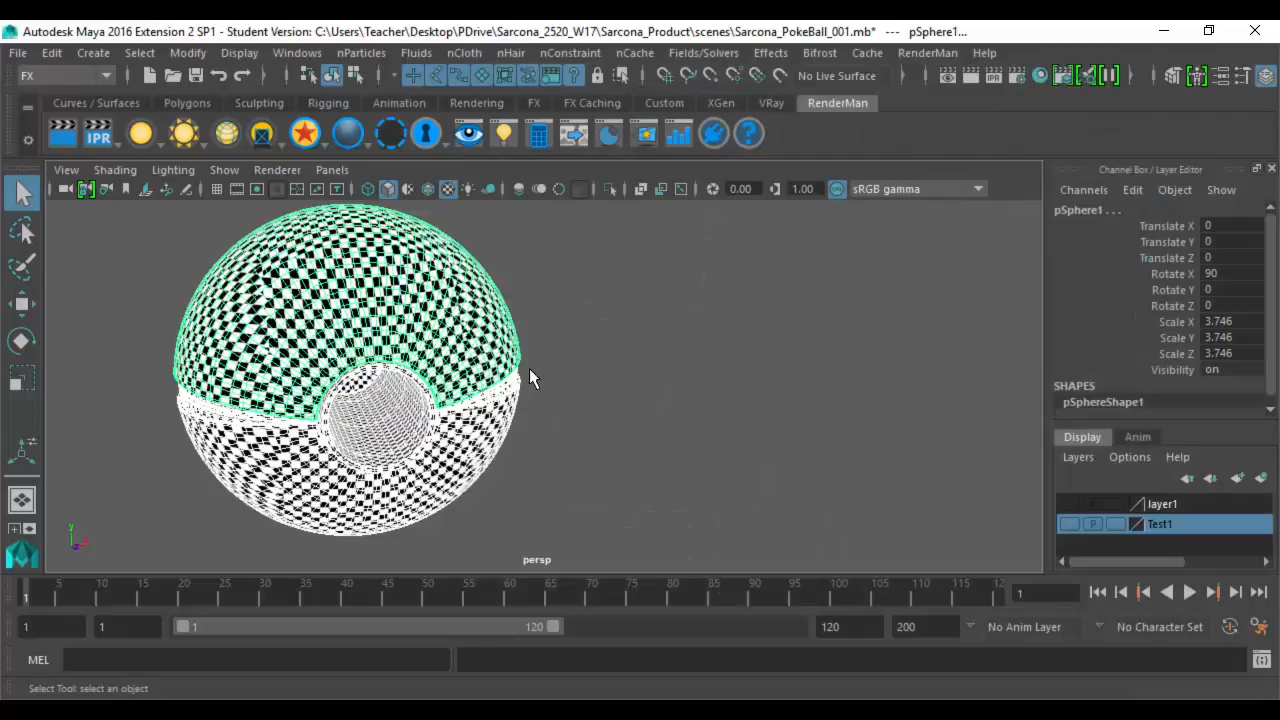 Autodesk Maya 2016 Extension 2 SP1 - Student Version: C:\Users\Teacher\Desktop\PDrive\Sarcona_2520_W17\Sarcona_Product\scenes\Sarcona_PokeBall_001.mb* --- pSphere1...
File Edit Create Select Modify Display Windows nParticles Fluids nCloth nHair nConstraint nCache Fields/Solvers Effects Bifrost Cache RenderMan Help
FX No Live Surface IPR
Curves / Surfaces Polygons Sculpting Rigging Animation Rendering FX FX Caching Custom XGen VRay RenderMan
IPR
View Shading Lighting Show Renderer Panels
0.00 1.00 ON sRGB gamma
Channel Box / Layer Editor
Channels Edit Object Show
pSphere1 . . .
Translate X 0
Translate Y 0
Translate Z 0
Rotate X 90
Rotate Y 0
Rotate Z 0
Scale X 3.746
Scale Y 3.746
Scale Z 3.746
Visibility on
SHAPES
pSphereShape1
Display Anim
Layers Options Help
layer1
P Test1
y
persp
1 5 10 15 20 25 30 35 40 45 50 55 60 65 70 75 80 85 90 95 100 105 110 115 12 1
1 1 1 120 120 200 No Anim Layer No Character Set
MEL
Select Tool: select an object